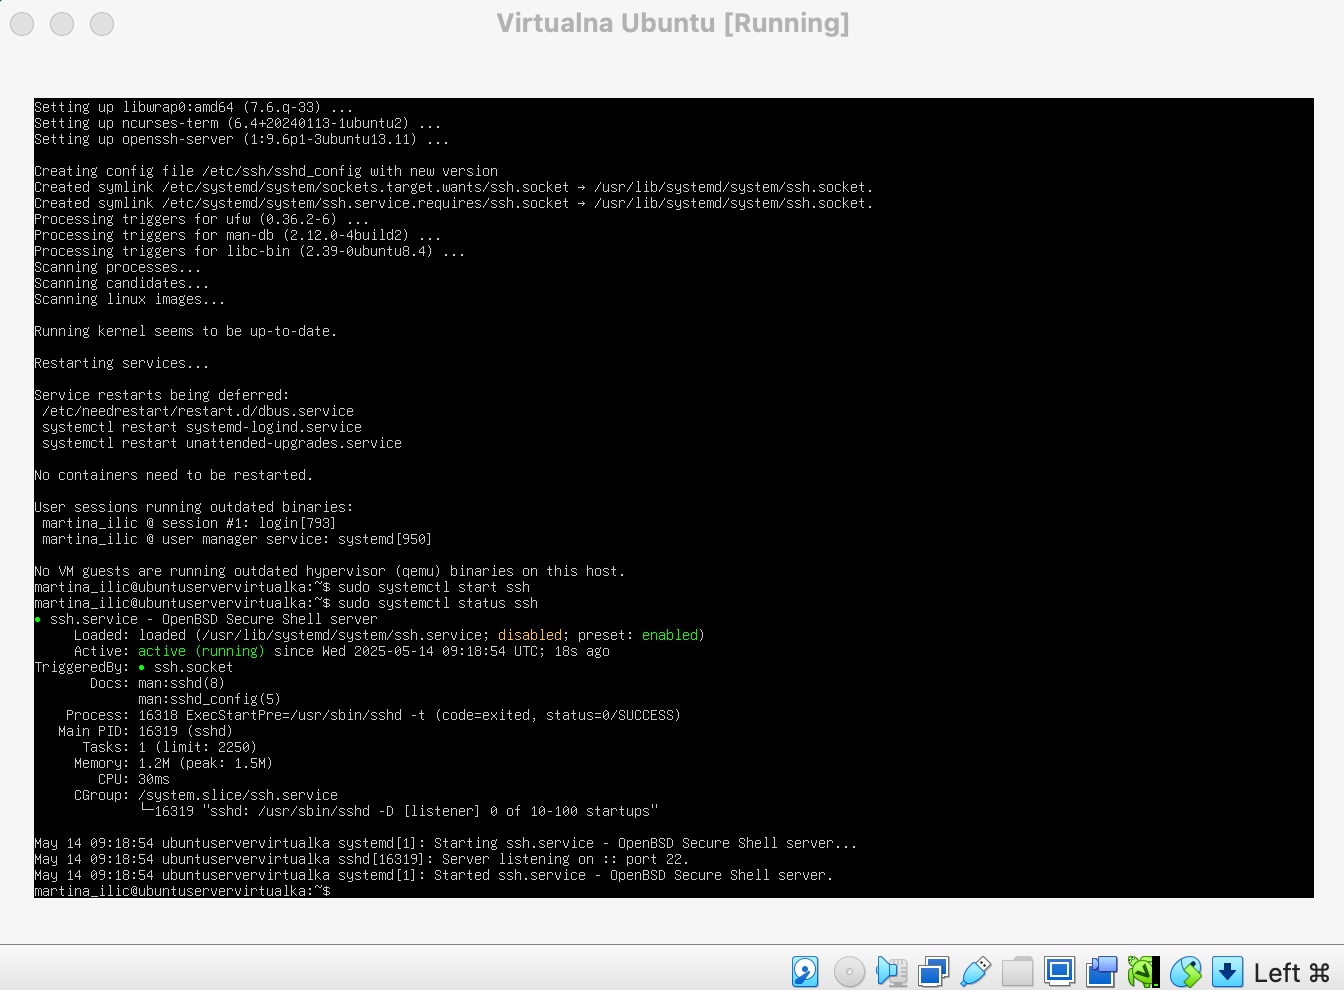 Virtualna Ubuntu [Running]
Setting up libwrap0:amd64 (7.6.q-33) ...
Setting up ncurses-term (6.4+20240113-1ubuntu2) ...
Setting up openssh-server (1:9.6p1-3ubuntu13.11) ...
Creating config file /etc/ssh/sshd_config with new version
Created symlink /etc/systemd/system/sockets.target.wants/ssh.socket → /usr/lib/systemd/system/ssh.socket.
Created symlink /etc/systemd/system/ssh.service.requires/ssh.socket → /usr/lib/systemd/system/ssh.socket.
Processing triggers for ufw (0.36.2-6) ...
Processing triggers for man-db (2.12.0-4build2) ...
Processing triggers for libc-bin (2.39-0ubuntu8.4) ...
Scanning processes...
Scanning candidates...
Scanning linux images...
Running kernel seems to be up-to-date.
Restarting services...
Service restarts being deferred:
 /etc/needrestart/restart.d/dbus.service
 systemctl restart systemd-logind.service
 systemctl restart unattended-upgrades.service
No containers need to be restarted.
User sessions running outdated binaries:
 martina_ilic @ session #1: login[793]
 martina_ilic @ user manager service: systemd[950]
No VM guests are running outdated hypervisor (qemu) binaries on this host.
martina_ilic@ubuntuservervirtualka:~$ sudo systemctl start ssh
martina_ilic@ubuntuservervirtualka:~$ sudo systemctl status ssh
● ssh.service - OpenBSD Secure Shell server
     Loaded: loaded (/usr/lib/systemd/system/ssh.service; disabled; preset: enabled)
     Active: active (running) since Wed 2025-05-14 09:18:54 UTC; 18s ago
TriggeredBy: ● ssh.socket
       Docs: man:sshd(8)
             man:sshd_config(5)
    Process: 16318 ExecStartPre=/usr/sbin/sshd -t (code=exited, status=0/SUCCESS)
   Main PID: 16319 (sshd)
      Tasks: 1 (limit: 2250)
     Memory: 1.2M (peak: 1.5M)
        CPU: 30ms
     CGroup: /system.slice/ssh.service
             └─16319 "sshd: /usr/sbin/sshd -D [listener] 0 of 10-100 startups"
May 14 09:18:54 ubuntuservervirtualka systemd[1]: Starting ssh.service - OpenBSD Secure Shell server...
May 14 09:18:54 ubuntuservervirtualka sshd[16319]: Server listening on :: port 22.
May 14 09:18:54 ubuntuservervirtualka systemd[1]: Started ssh.service - OpenBSD Secure Shell server.
martina_ilic@ubuntuservervirtualka:~$
Left ⌘